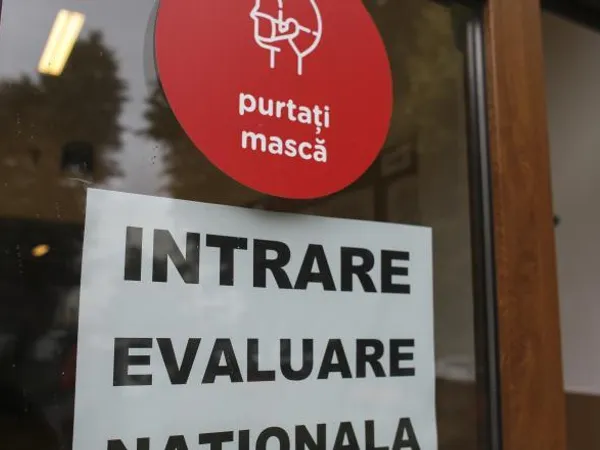 purtați
mască
INTRARE
EVALUARE
NATIONALA